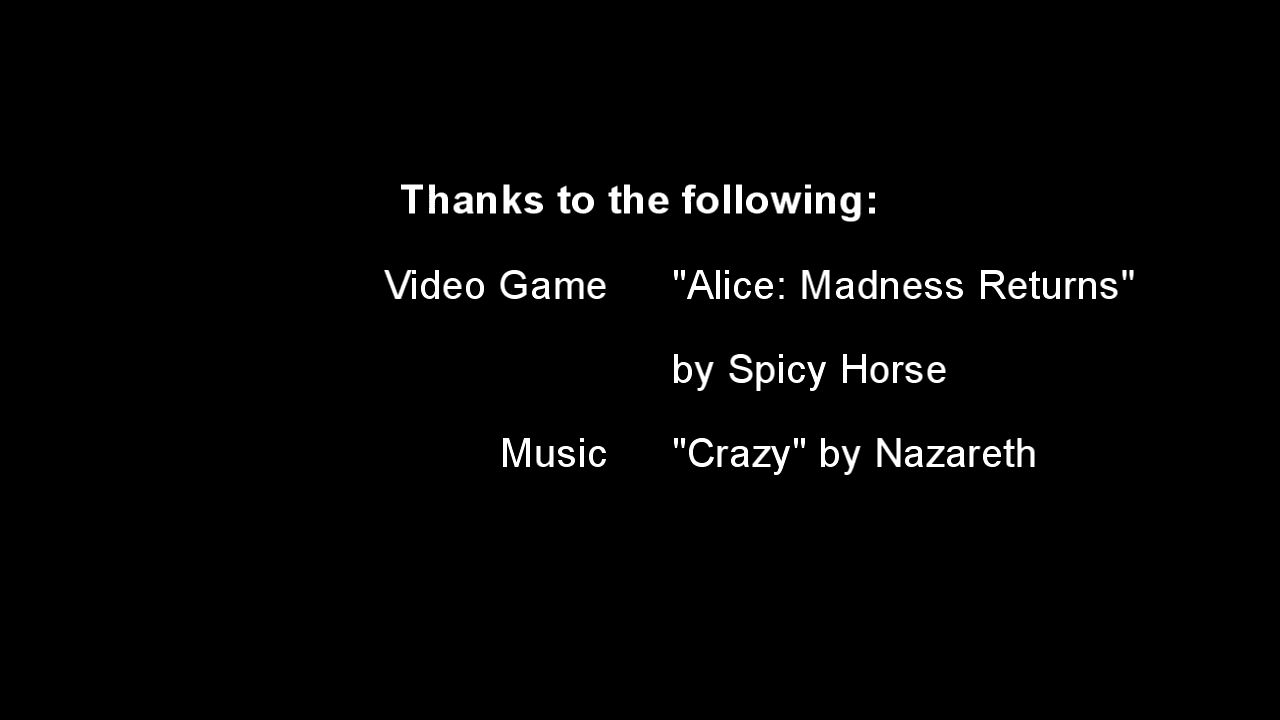 Thanks to the following:
Video Game "Alice: Madness Returns"
by Spicy Horse
Music "Crazy" by Nazareth